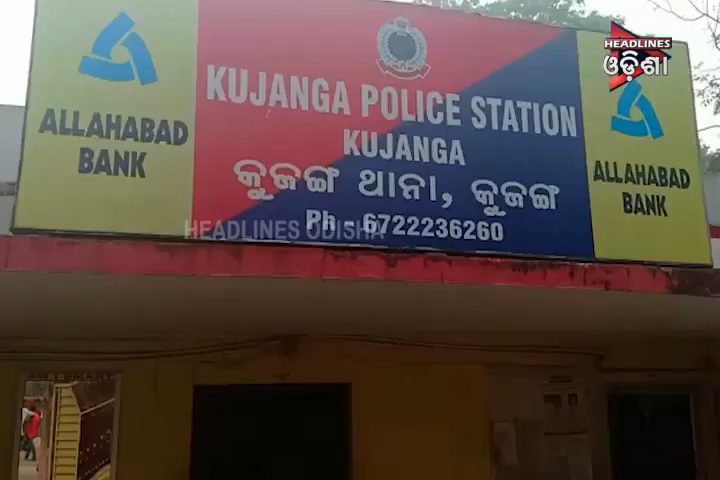 HEADLINES
ଓଡ଼ିଶା
ALLAHABAD
BANK
KUJANGA POLICE STATION
KUJANGA
କୁଜଙ୍ଗ ଥାନା, କୁଜଙ୍ଗ
Ph - 6722236260
ALLAHABAD
BANK
HEADLINES ODISHA